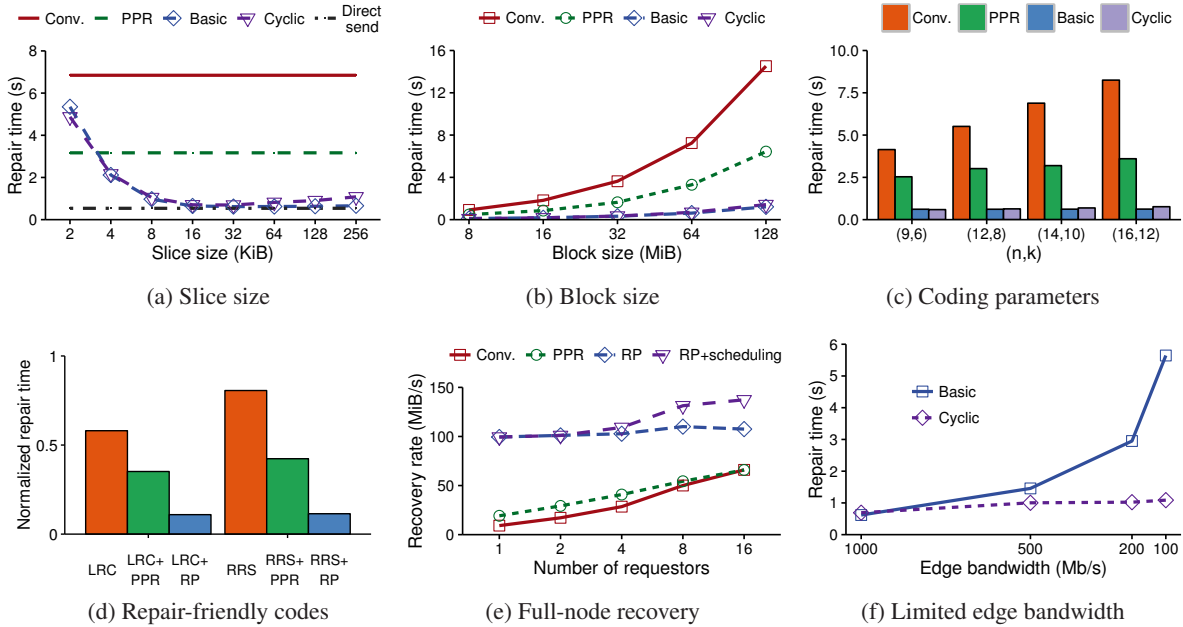 Conv. PPR Basic Cyclic Direct send
Repair time (s)
8
6
4
2
0
2 4 8 16 32 64 128 256
Slice size (KiB)
(a) Slice size
Conv. PPR Basic Cyclic
Repair time (s)
16
12
8
4
0
8 16 32 64 128
Block size (MiB)
(b) Block size
Conv. PPR Basic Cyclic
Repair time (s)
10.0
7.5
5.0
2.5
0.0
(9,6) (12,8) (14,10) (16,12)
(n,k)
(c) Coding parameters
Normalized repair time
1
0.5
0
LRC LRC+ PPR LRC+ RP RRS RRS+ PPR RRS+ RP
(d) Repair-friendly codes
Conv. PPR RP RP+scheduling
Recovery rate (MiB/s)
150
100
50
0
1 2 4 8 16
Number of requestors
(e) Full-node recovery
Repair time (s)
6
5
4
3
2
1
0
Basic
Cyclic
1000 500 200 100
Edge bandwidth (Mb/s)
(f) Limited edge bandwidth